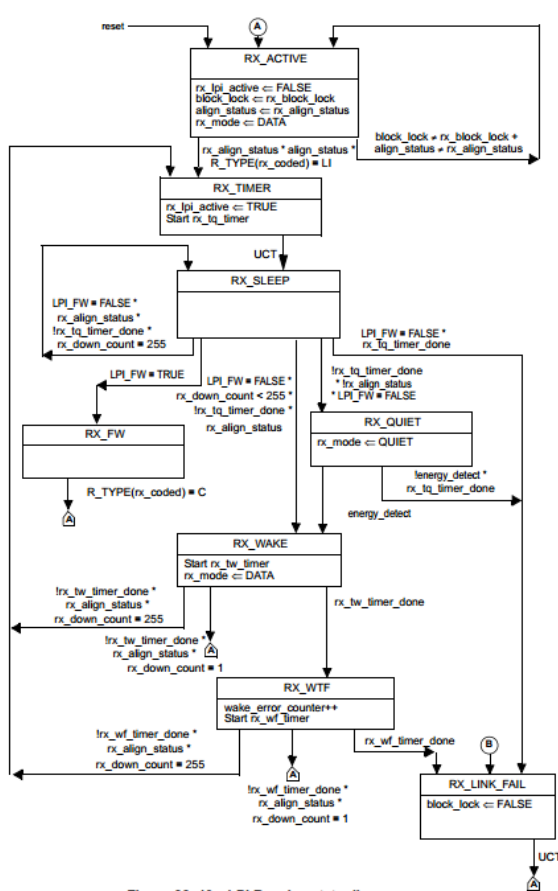 reset
A
RX_ACTIVE
rx_lpi_active ⇐ FALSE
block_lock ⇐ rx_block_lock
align_status ⇐ rx_align_status
rx_mode ⇐ DATA
block_lock ≠ rx_block_lock +
align_status ≠ rx_align_status
rx_align_status * align_status *
R_TYPE(rx_coded) = LI
RX_TIMER
rx_lpi_active ⇐ TRUE
Start rx_tq_timer
UCT
RX_SLEEP
LPI_FW = FALSE *
rx_align_status *
!rx_tq_timer_done *
rx_down_count = 255
LPI_FW = FALSE *
rx_tq_timer_done
LPI_FW = TRUE
LPI_FW = FALSE *
rx_down_count < 255 *
!rx_tq_timer_done *
rx_align_status
!rx_tq_timer_done
* !rx_align_status
* LPI_FW = FALSE
RX_FW
R_TYPE(rx_coded) = C
A
RX_QUIET
rx_mode ⇐ QUIET
!energy_detect *
rx_tq_timer_done
energy_detect
RX_WAKE
Start rx_tw_timer
rx_mode ⇐ DATA
!rx_tw_timer_done *
rx_align_status *
rx_down_count = 255
!rx_tw_timer_done *
rx_align_status *
rx_down_count = 1
A
rx_tw_timer_done
RX_WTF
wake_error_counter++
Start rx_wf_timer
!rx_wf_timer_done *
rx_align_status *
rx_down_count = 255
A
!rx_wf_timer_done *
rx_align_status *
rx_down_count = 1
rx_wf_timer_done
B
RX_LINK_FAIL
block_lock ⇐ FALSE
UCT
A